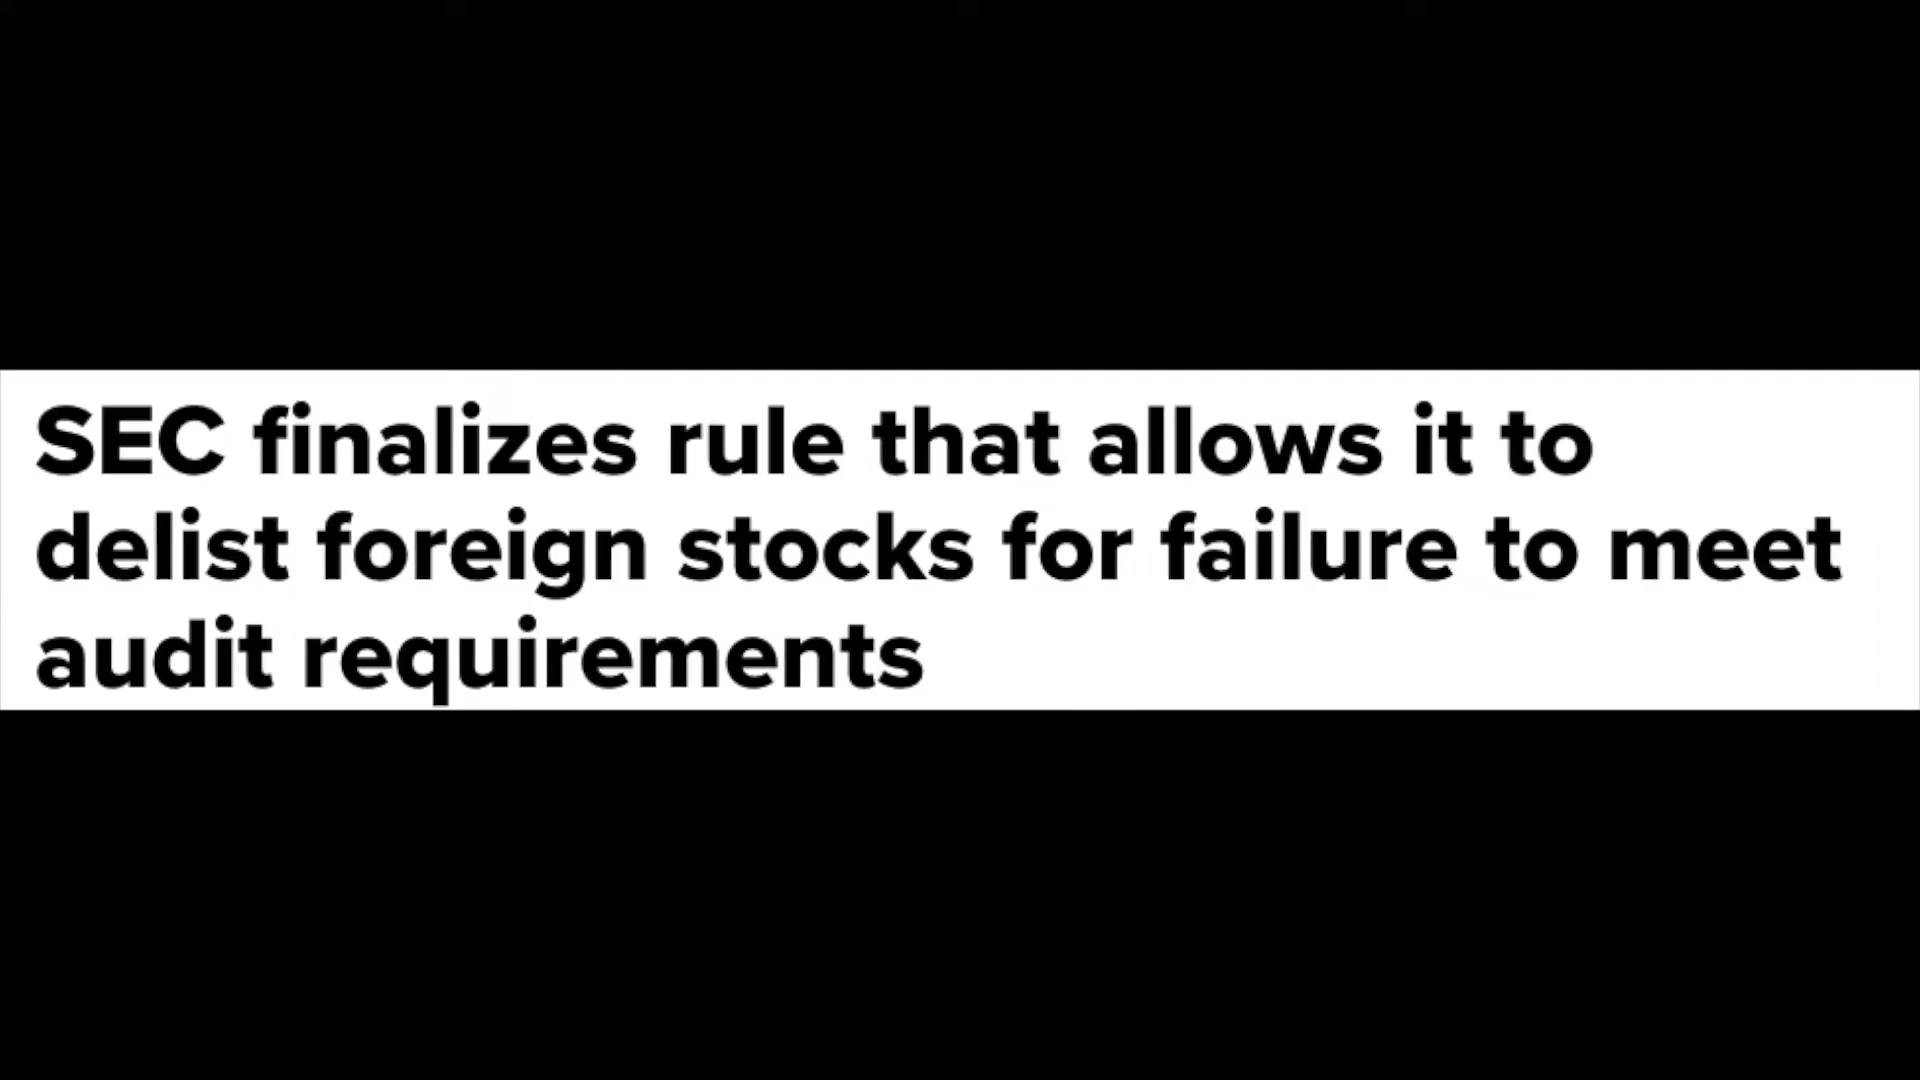 SEC finalizes rule that allows it to
delist foreign stocks for failure to meet
audit requirements